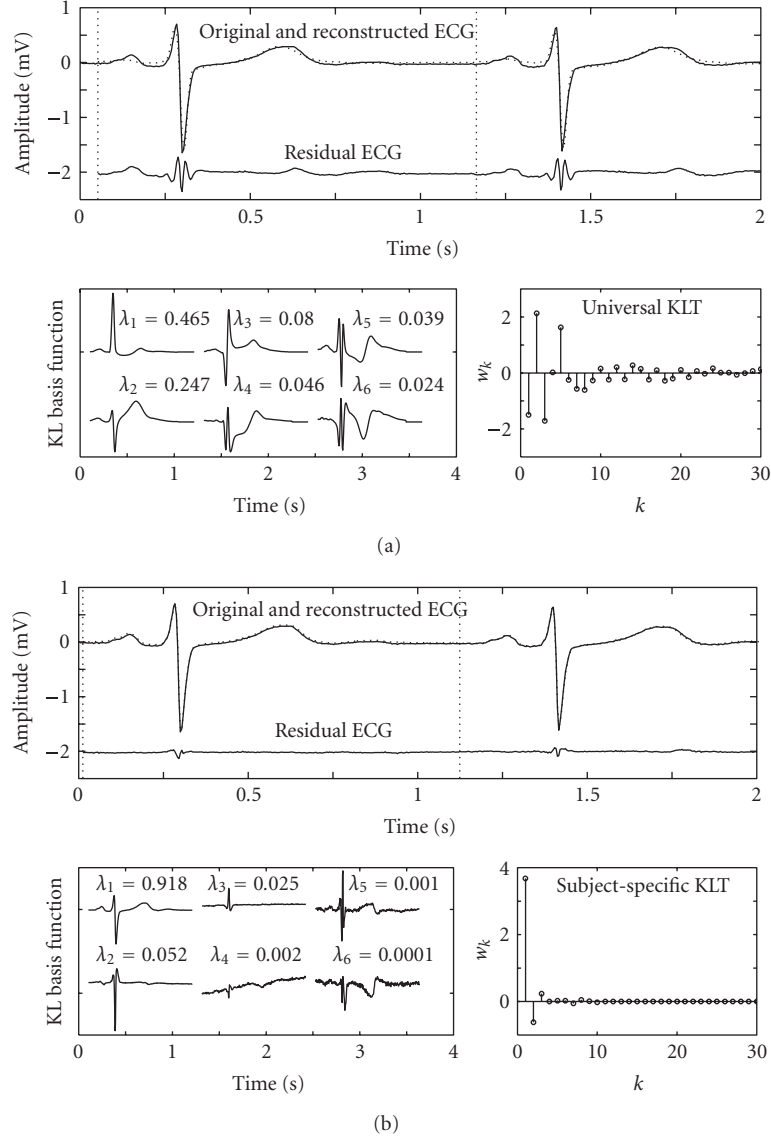 1
Original and reconstructed ECG
0
−1
Residual ECG
−2
Amplitude (mV)
0 0.5 1 1.5 2
Time (s)
λ1 = 0.465 λ3 = 0.08 λ5 = 0.039
λ2 = 0.247 λ4 = 0.046 λ6 = 0.024
KL basis function
0 1 2 3 4
Time (s)
Universal KLT
2
0
−2
wk
0 10 20 30
k
(a)
1
Original and reconstructed ECG
0
−1
Residual ECG
−2
Amplitude (mV)
0 0.5 1 1.5 2
Time (s)
λ1 = 0.918 λ3 = 0.025 λ5 = 0.001
λ2 = 0.052 λ4 = 0.002 λ6 = 0.0001
KL basis function
0 1 2 3 4
Time (s)
4
Subject-specific KLT
2
0
wk
0 10 20 30
k
(b)